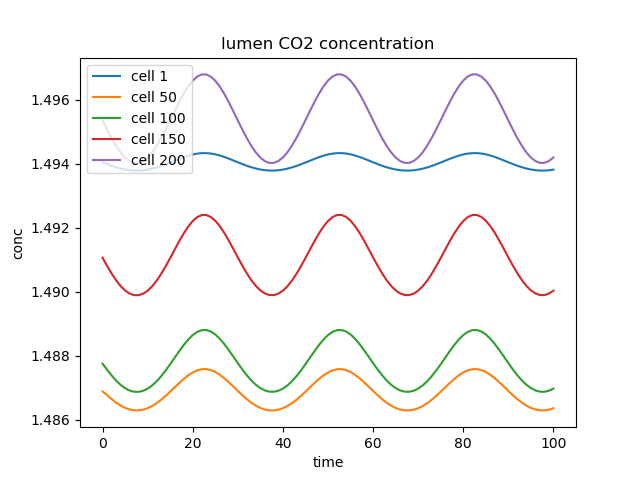 lumen CO2 concentration
cell 1
cell 50
cell 100
cell 150
cell 200
1.496
1.494
1.492
1.490
1.488
1.486
conc
0 20 40 60 80 100
time